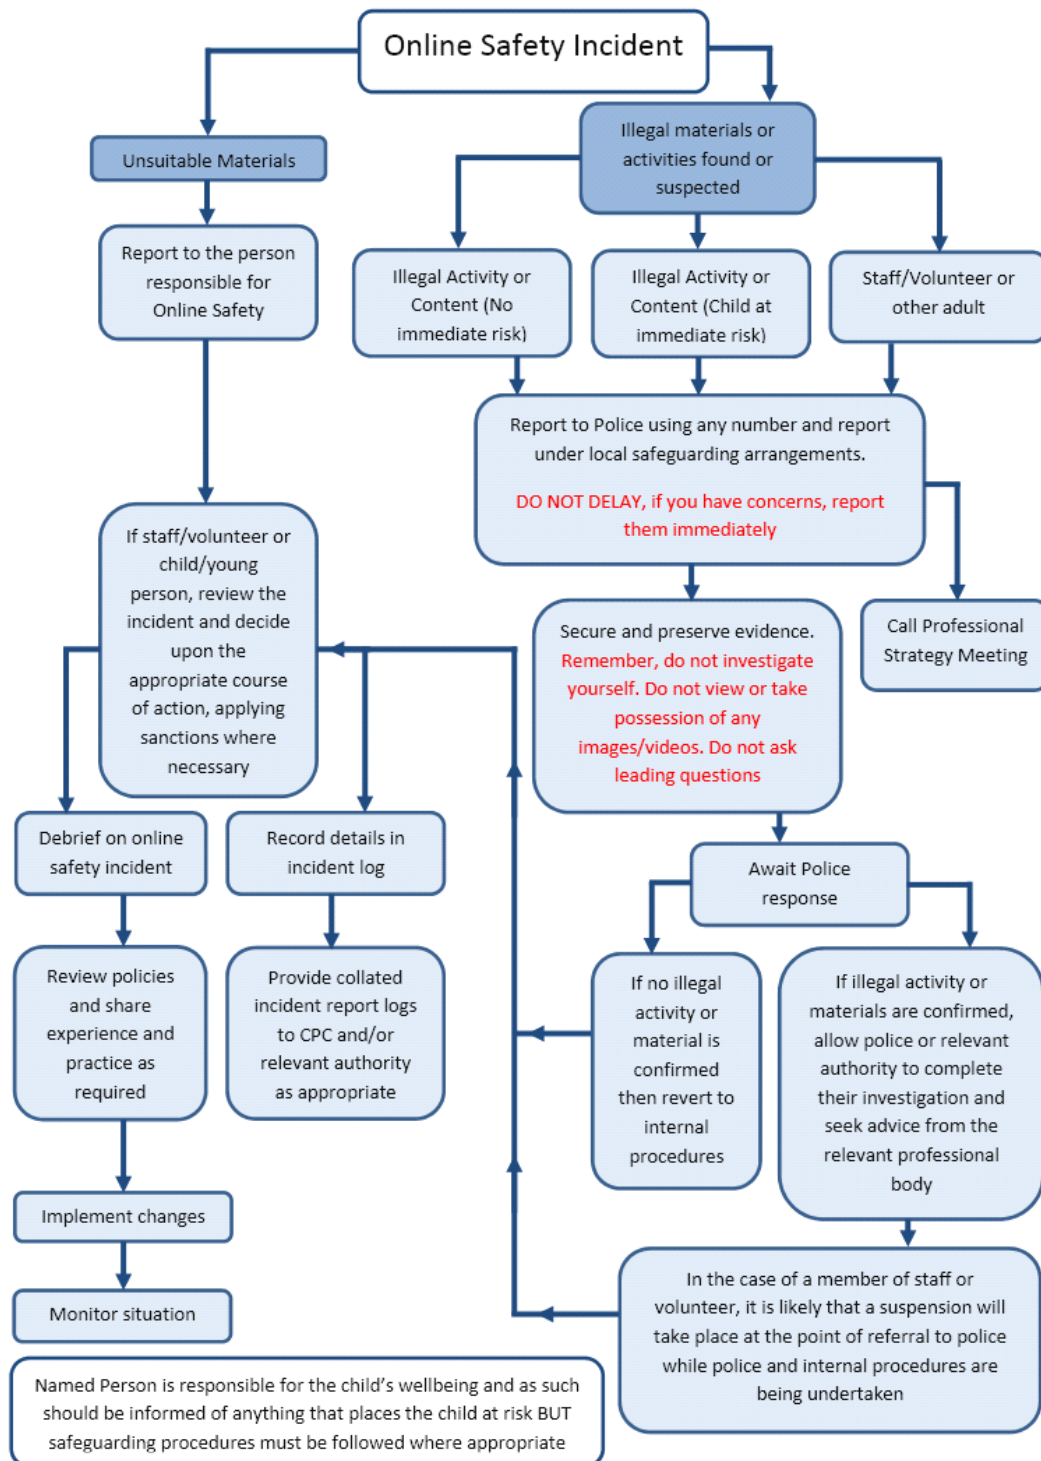 Online Safety Incident
Unsuitable Materials
Illegal materials or
activities found or
suspected
Report to the person
responsible for
Online Safety
Illegal Activity or
Content (No
immediate risk)
Illegal Activity or
Content (Child at
immediate risk)
Staff/Volunteer or
other adult
Report to Police using any number and report
under local safeguarding arrangements.
DO NOT DELAY, if you have concerns, report
them immediately
If staff/volunteer or
child/young
person, review the
incident and decide
upon the
appropriate course
of action, applying
sanctions where
necessary
Secure and preserve evidence.
Remember, do not investigate
yourself. Do not view or take
possession of any
images/videos. Do not ask
leading questions
Call Professional
Strategy Meeting
Debrief on online
safety incident
Record details in
incident log
Await Police
response
Review policies
and share
experience and
practice as
required
Provide collated
incident report logs
to CPC and/or
relevant authority
as appropriate
If no illegal
activity or
material is
confirmed
then revert to
internal
procedures
If illegal activity or
materials are confirmed,
allow police or relevant
authority to complete
their investigation and
seek advice from the
relevant professional
body
Implement changes
Monitor situation
In the case of a member of staff or
volunteer, it is likely that a suspension will
take place at the point of referral to police
while police and internal procedures are
being undertaken
Named Person is responsible for the child's wellbeing and as such
should be informed of anything that places the child at risk BUT
safeguarding procedures must be followed where appropriate